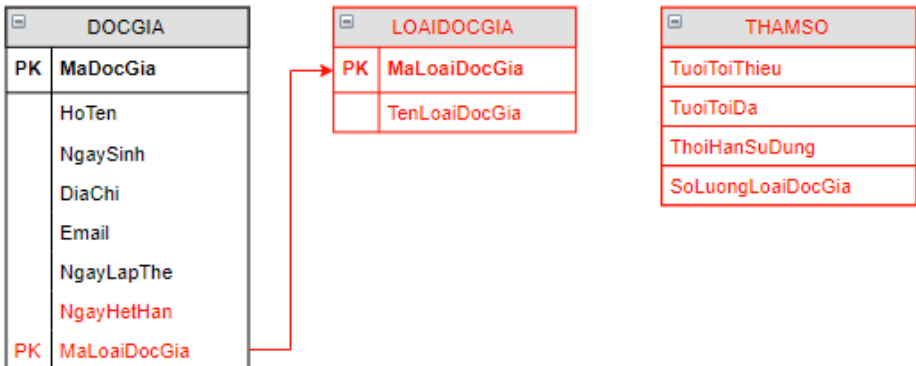 DOCGIA
PK MaDocGia
HoTen
NgaySinh
DiaChi
Email
NgayLapThe
NgayHetHan
PK MaLoaiDocGia
LOAIDOCGIA
PK MaLoaiDocGia
TenLoaiDocGia
THAMSO
TuoiToiThieu
TuoiToiDa
ThoiHanSuDung
SoLuongLoaiDocGia